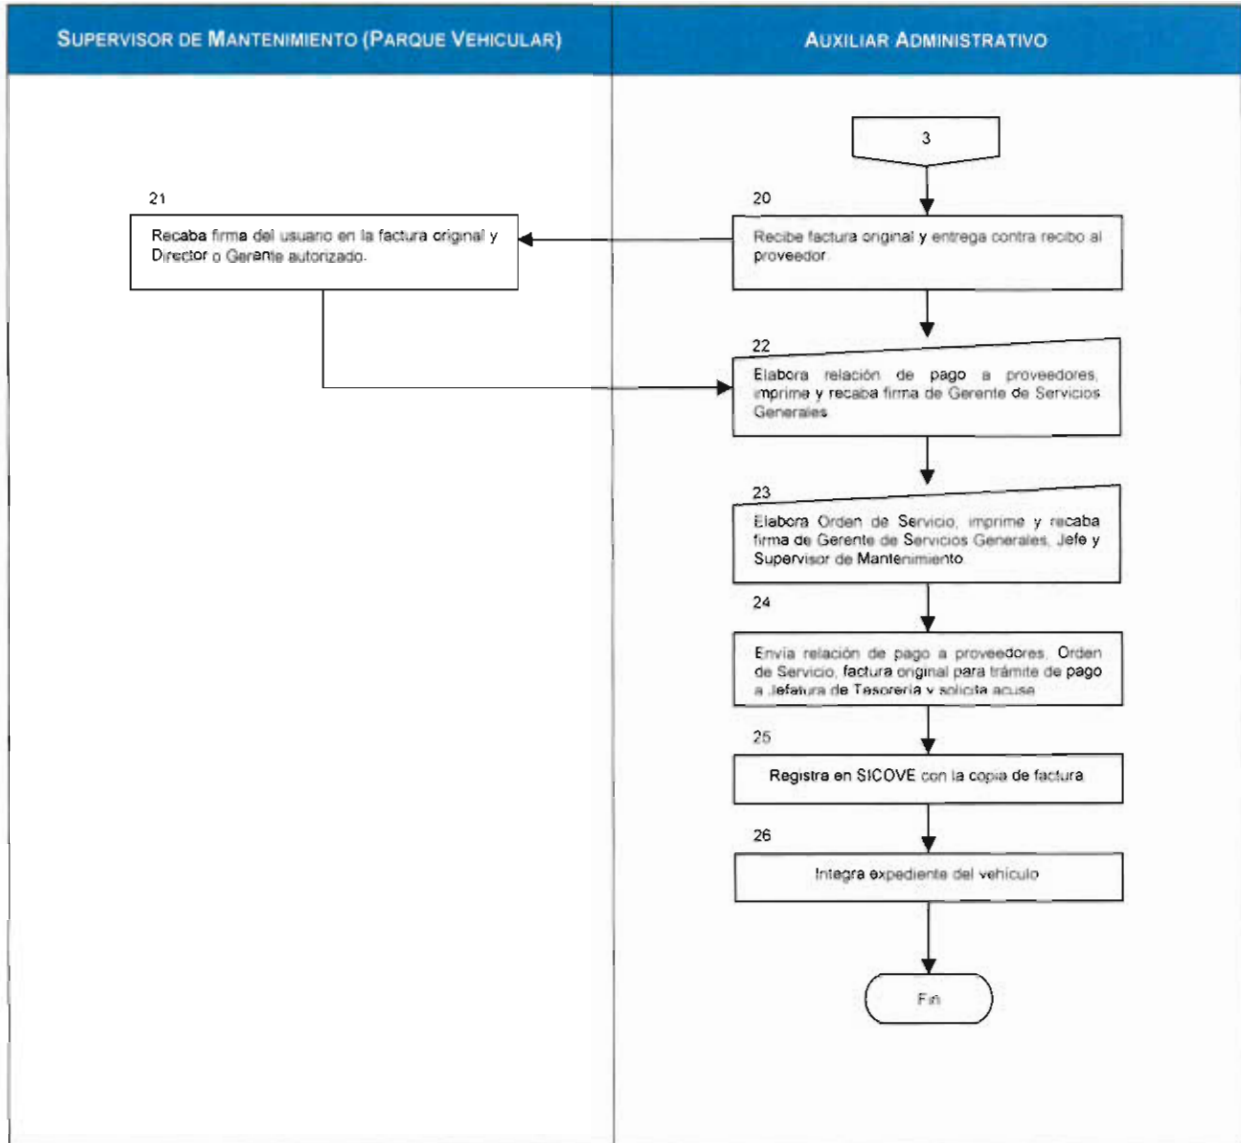 SUPERVISOR DE MANTENIMIENTO (PARQUE VEHICULAR)
AUXILIAR ADMINISTRATIVO
3
21
Recaba firma del usuario en la factura original y
Director o Gerante autorizado.
20
Recibe factura original y entrega contra recibo al
proveedor.
22
Elabora relación de pago a proveedores,
imprime y recaba firma de Gerente de Servicios
Generales
23
Elabora Orden de Servicio, imprime y recaba
firma de Gerente de Servicios Generales, Jefe y
Supervisor de Mantenimiento
24
Envía relación de pago a proveedores, Orden
de Servicio, factura original para trámite de pago
a Jefatura de Tesorería y solicita acuse
25
Registra en SICOVE con la copia de factura
26
Integra expediente del vehículo
Fin